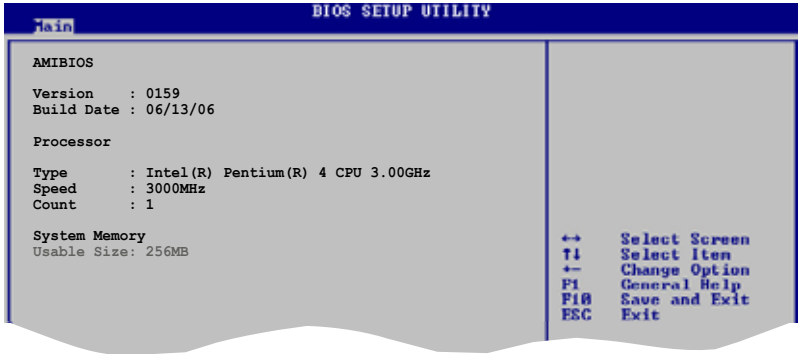 BIOS SETUP UTILITY
Main
AMIBIOS
Version : 0159
Build Date : 06/13/06
Processor
Type : Intel(R) Pentium(R) 4 CPU 3.00GHz
Speed : 3000MHz
Count : 1
System Memory
Usable Size: 256MB
←→ Select Screen
↑↓ Select Item
+- Change Option
F1 General Help
F10 Save and Exit
ESC Exit